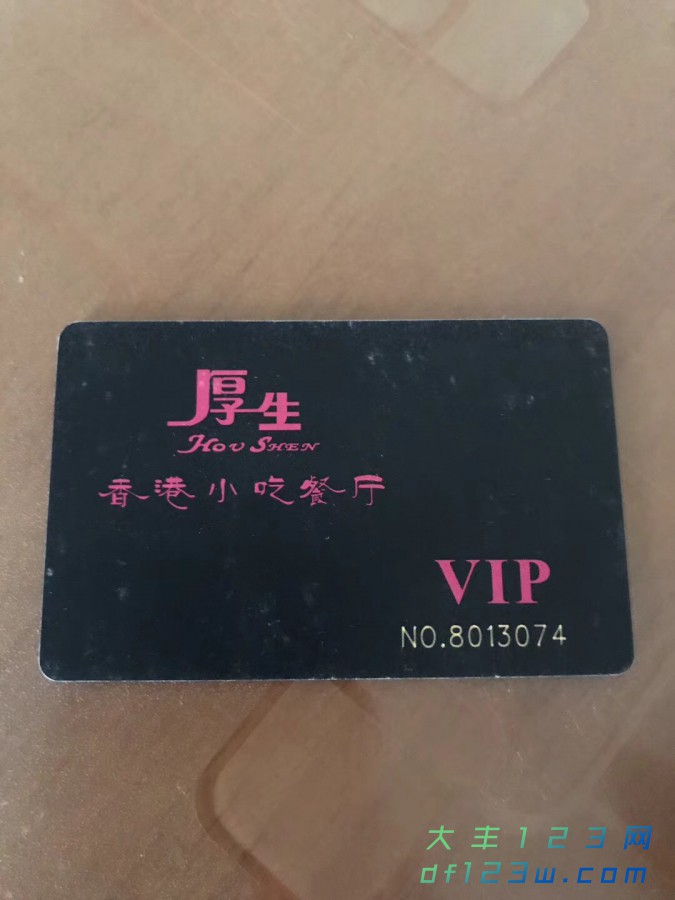 厚生
HOU SHEN
香港小吃餐厅
VIP
NO.8013074
大丰123网
df123w.com